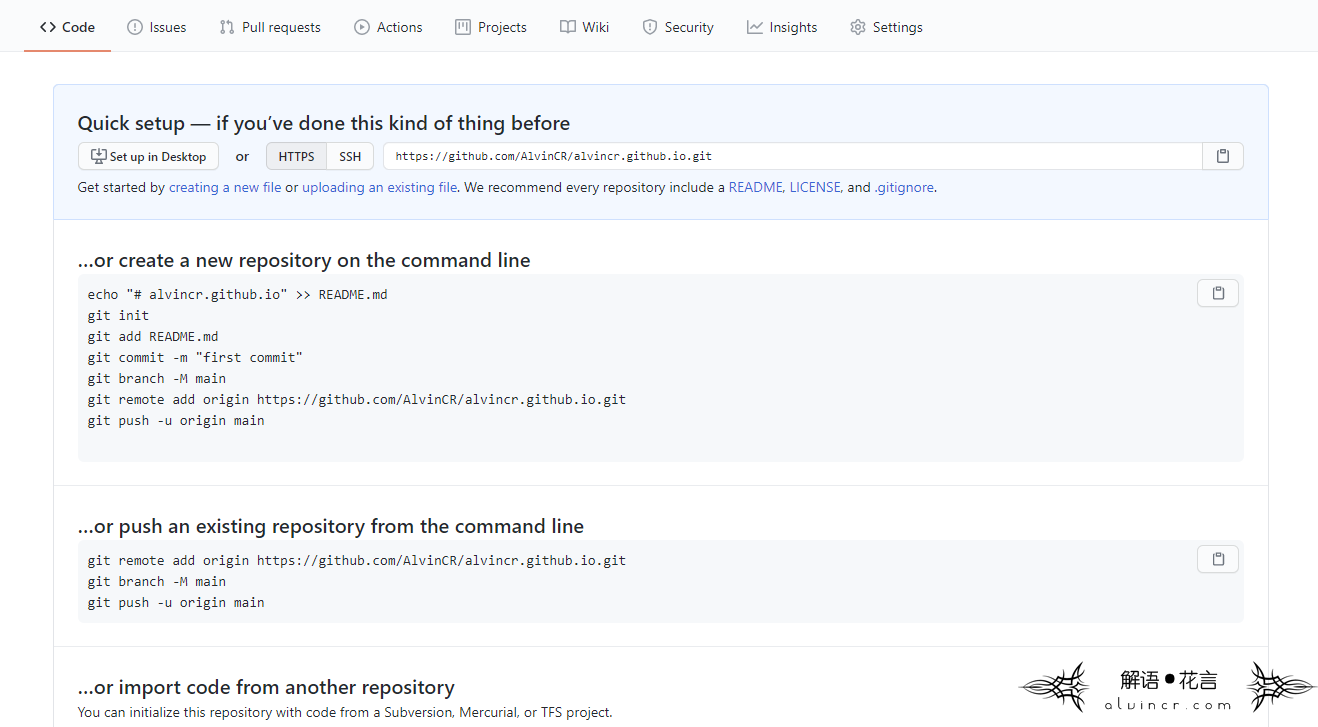 Code Issues Pull requests Actions Projects Wiki Security Insights Settings
Quick setup — if you’ve done this kind of thing before
Set up in Desktop or HTTPS SSH https://github.com/AlvinCR/alvincr.github.io.git
Get started by creating a new file or uploading an existing file. We recommend every repository include a README, LICENSE, and .gitignore.
…or create a new repository on the command line
echo "# alvincr.github.io" >> README.md
git init
git add README.md
git commit -m "first commit"
git branch -M main
git remote add origin https://github.com/AlvinCR/alvincr.github.io.git
git push -u origin main
…or push an existing repository from the command line
git remote add origin https://github.com/AlvinCR/alvincr.github.io.git
git branch -M main
git push -u origin main
…or import code from another repository
You can initialize this repository with code from a Subversion, Mercurial, or TFS project.
解语●花言
alvincr.com